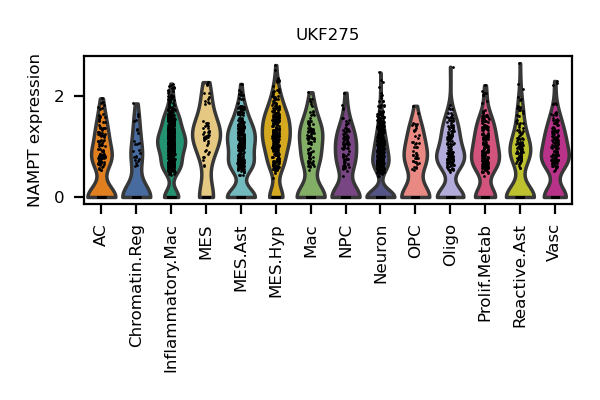 UKF275
NAMPT expression
2
0
AC
Chromatin.Reg
Inflammatory.Mac
MES
MES.Ast
MES.Hyp
Mac
NPC
Neuron
OPC
Oligo
Prolif.Metab
Reactive.Ast
Vasc